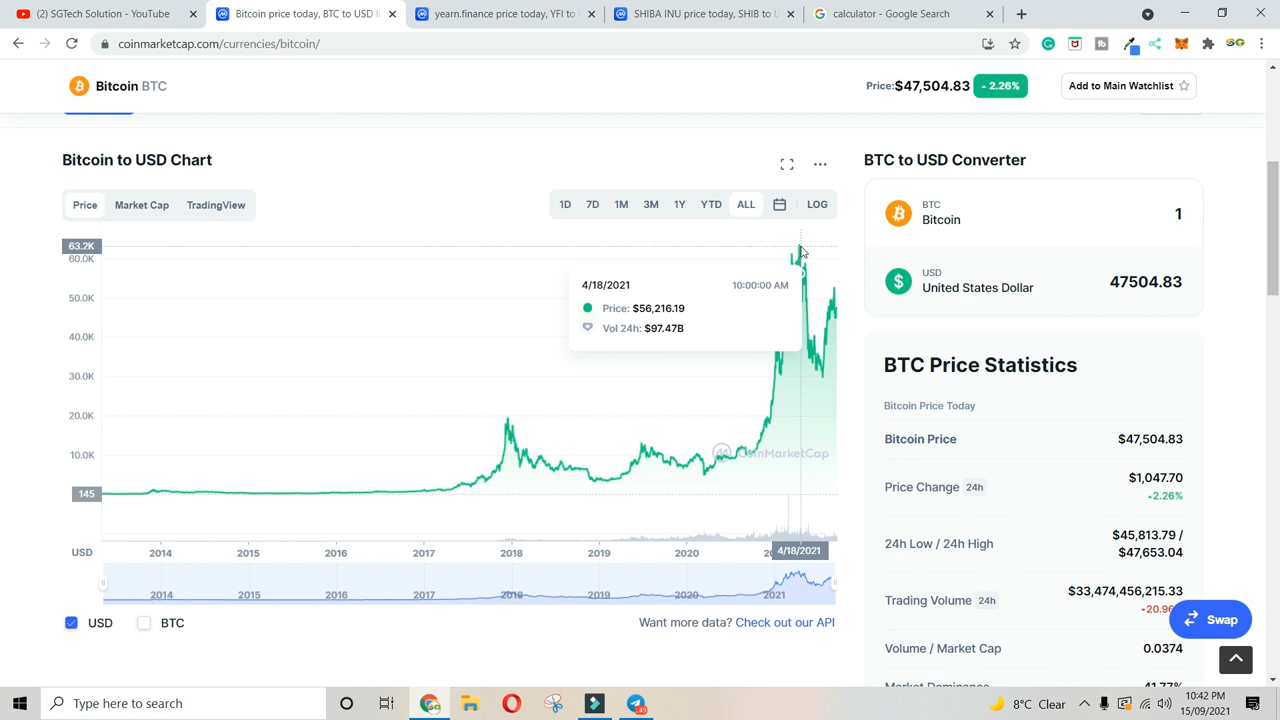 (2) SGTech Solution - YouTube
Bitcoin price today, BTC to USD l
yearn.finance price today, YFI to
SHIBA INU price today, SHIB to U
calculator - Google Search
coinmarketcap.com/currencies/bitcoin/
Bitcoin BTC
Price:$47,504.83
2.26%
Add to Main Watchlist
Bitcoin to USD Chart
BTC to USD Converter
Price Market Cap TradingView
1D 7D 1M 3M 1Y YTD ALL LOG
BTC
Bitcoin
1
USD
United States Dollar
47504.83
63.2K
60.0K
50.0K
40.0K
30.0K
20.0K
10.0K
145
4/18/2021 10:00:00 AM
Price: $56,216.19
Vol 24h: $97.47B
CoinMarketCap
USD 2014 2015 2016 2017 2018 2019 2020 4/18/2021
2014 2015 2016 2017 2018 2019 2020 2021
USD BTC
Want more data? Check out our API
BTC Price Statistics
Bitcoin Price Today
Bitcoin Price $47,504.83
Price Change 24h $1,047.70
2.26%
24h Low / 24h High $45,813.79 /
$47,653.04
Trading Volume 24h $33,474,456,215.33
Swap
Volume / Market Cap 0.0374
Market Dominance 41.77%
Type here to search
8°C Clear
10:42 PM
15/09/2021